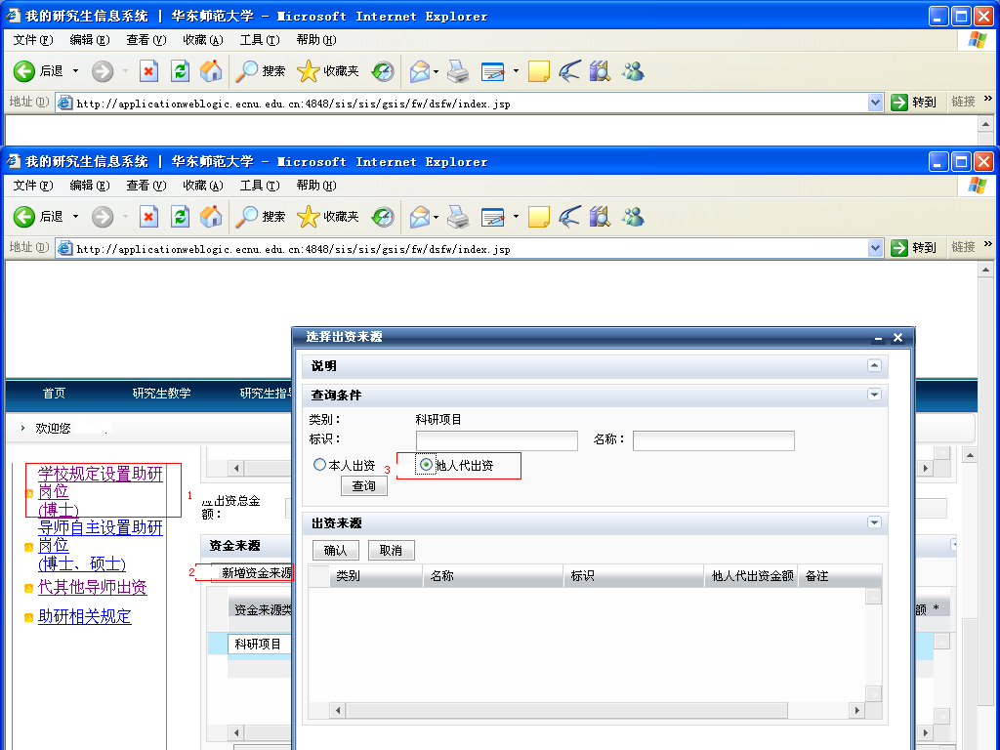 我的研究生信息系统 | 华东师范大学 - Microsoft Internet Explorer
文件(F) 编辑(E) 查看(V) 收藏(A) 工具(T) 帮助(H)
后退 搜索 收藏夹
地址(D) http://applicationweblogic.ecnu.edu.cn:4848/sis/sis/gsis/fw/dsfw/index.jsp 转到 链接 »
我的研究生信息系统 | 华东师范大学 - Microsoft Internet Explorer
文件(F) 编辑(E) 查看(V) 收藏(A) 工具(T) 帮助(H)
后退 搜索 收藏夹
地址(D) http://applicationweblogic.ecnu.edu.cn:4848/sis/sis/gsis/fw/dsfw/index.jsp 转到 链接 »
首页 研究生教学 研究生指导
欢迎您
学校规定设置助研
岗位
(博士)
1
导师自主设置助研
岗位
(博士、硕士)
代其他导师出资
助研相关规定
应出资总金
额：
资金来源
2
新增资金来源
资金来源类
额 *
科研项目
选择出资来源
说明
查询条件
类别： 科研项目
标识： 名称：
本人出资 3 他人代出资
查询
出资来源
确认 取消
类别 名称 标识 他人代出资金额 备注